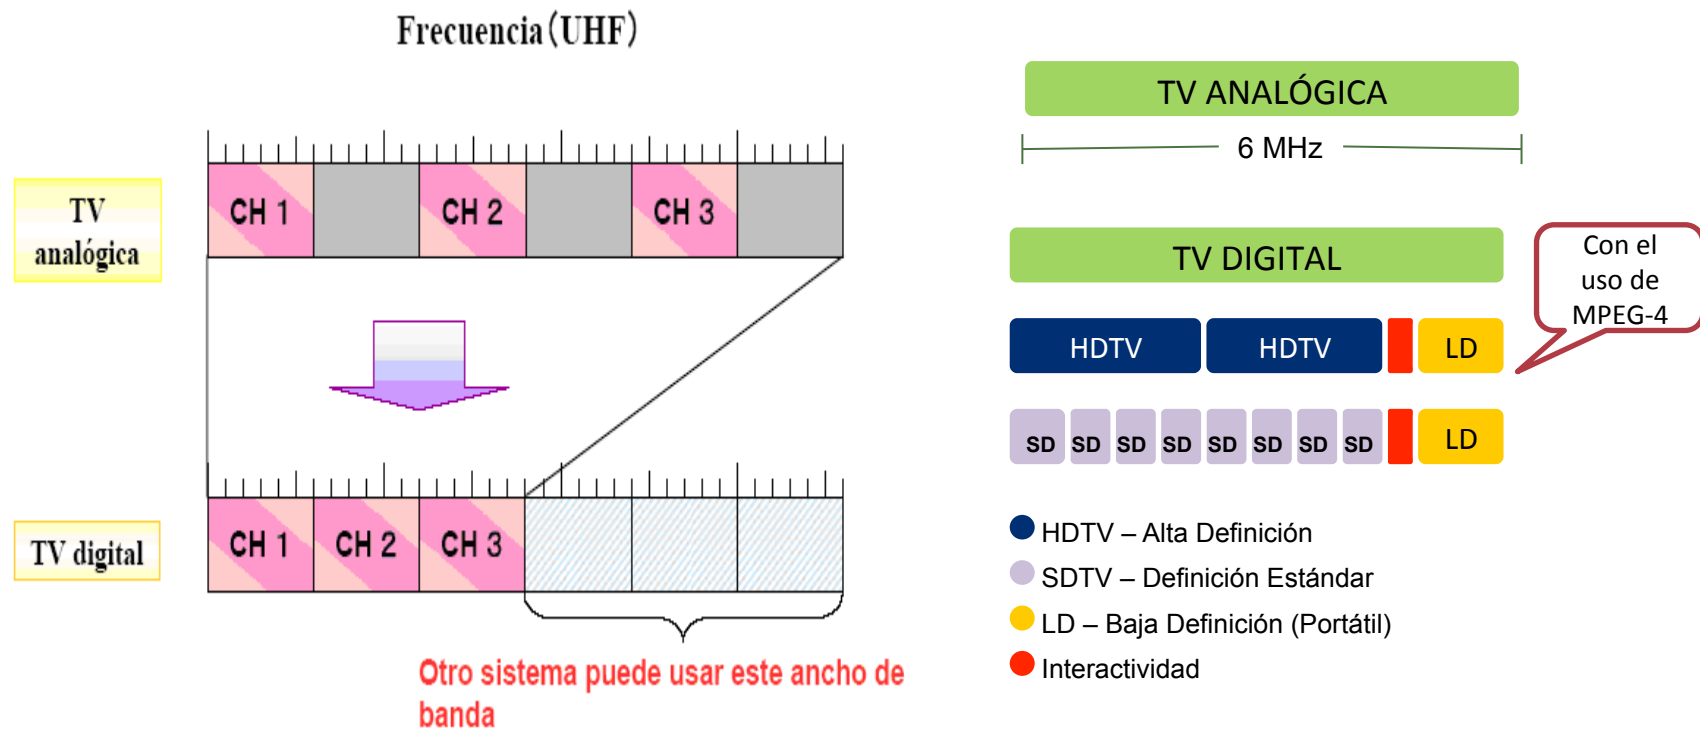 Frecuencia(UHF)
TV
analógica
CH 1
CH 2
CH 3
TV digital
CH 1
CH 2
CH 3
Otro sistema puede usar este ancho de
banda
TV ANALÓGICA
6 MHz
TV DIGITAL
Con el
uso de
MPEG-4
HDTV
HDTV
LD
SD
SD
SD
SD
SD
SD
SD
SD
LD
HDTV – Alta Definición
SDTV – Definición Estándar
LD – Baja Definición (Portátil)
Interactividad